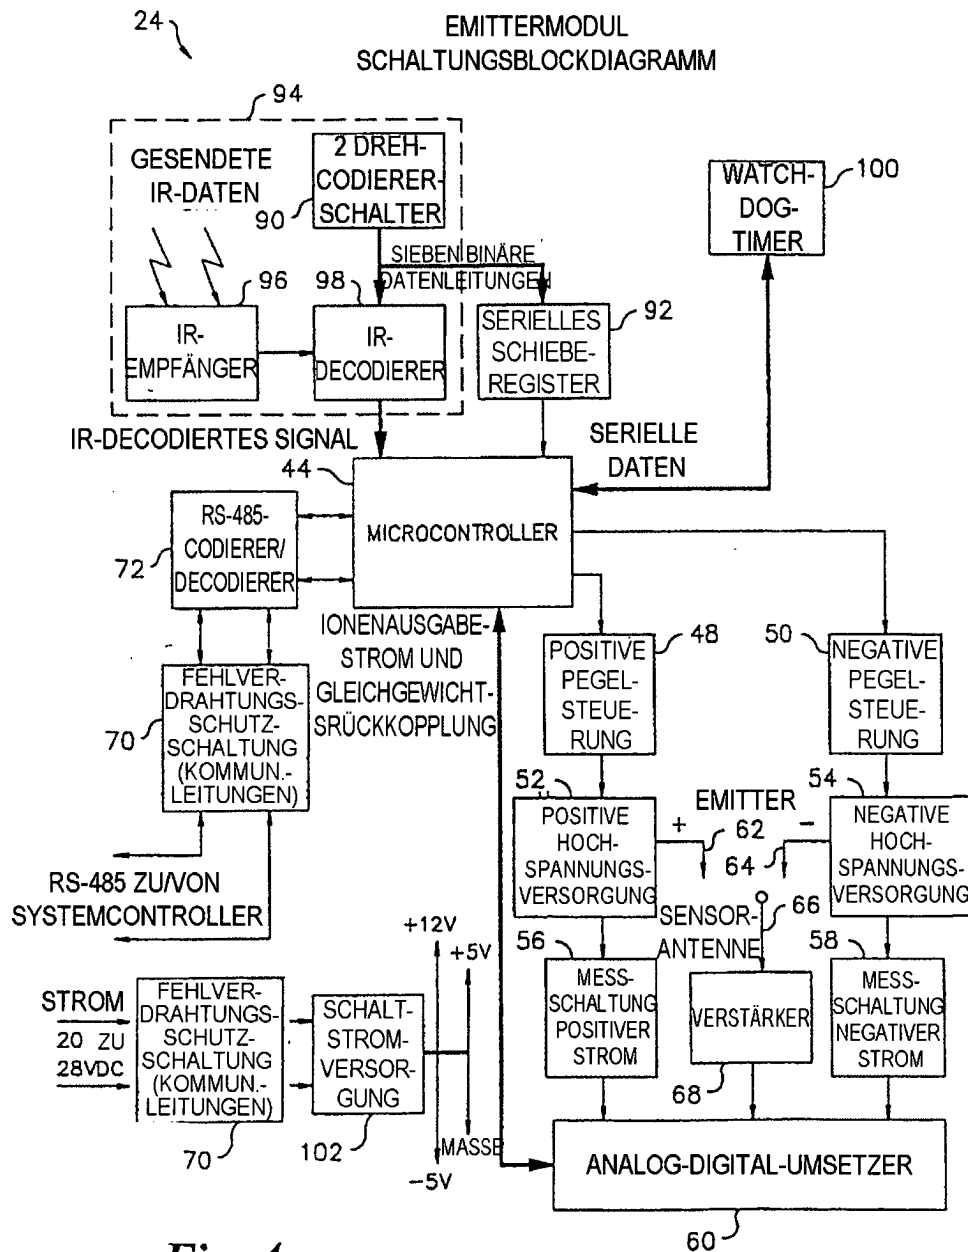 24
EMITTERMODUL
SCHALTUNGSBLOCKDIAGRAMM
94
GESENDETE
IR-DATEN
2 DREH-
CODIERER-
SCHALTER
90
WATCH-
DOG-
TIMER
100
SIEBEN BINÄRE
DATENLEITUNGEN
96
98
92
IR-
EMPFÄNGER
IR-
DECODIERER
SERIELLES
SCHIEBE-
REGISTER
IR-DECODIERTES SIGNAL
SERIELLE
DATEN
44
MICROCONTROLLER
RS-485-
CODIERER/
DECODIERER
72
IONENAUSGABE-
STROM UND
GLEICHGEWICHT-
SRÜCKKOPPLUNG
48
POSITIVE
PEGEL-
STEUE-
RUNG
50
NEGATIVE
PEGEL-
STEUE-
RUNG
FEHLVER-
DRAHTUNGS-
SCHUTZ-
SCHALTUNG
(KOMMUN.-
LEITUNGEN)
70
52
POSITIVE
HOCH-
SPANNUNGS-
VERSORGUNG
EMITTER
+
62
−
64
54
NEGATIVE
HOCH-
SPANNUNGS-
VERSORGUNG
RS-485 ZU/VON
SYSTEMCONTROLLER
SENSOR-
ANTENNE
66
56
MESS-
SCHALTUNG
POSITIVER
STROM
VERSTÄRKER
68
58
MESS-
SCHALTUNG
NEGATIVER
STROM
STROM
20 ZU
28VDC
FEHLVER-
DRAHTUNGS-
SCHUTZ-
SCHALTUNG
(KOMMUN.-
LEITUNGEN)
70
SCHALT-
STROM-
VERSOR-
GUNG
102
+12V
+5V
MASSE
−5V
ANALOG-DIGITAL-UMSETZER
60